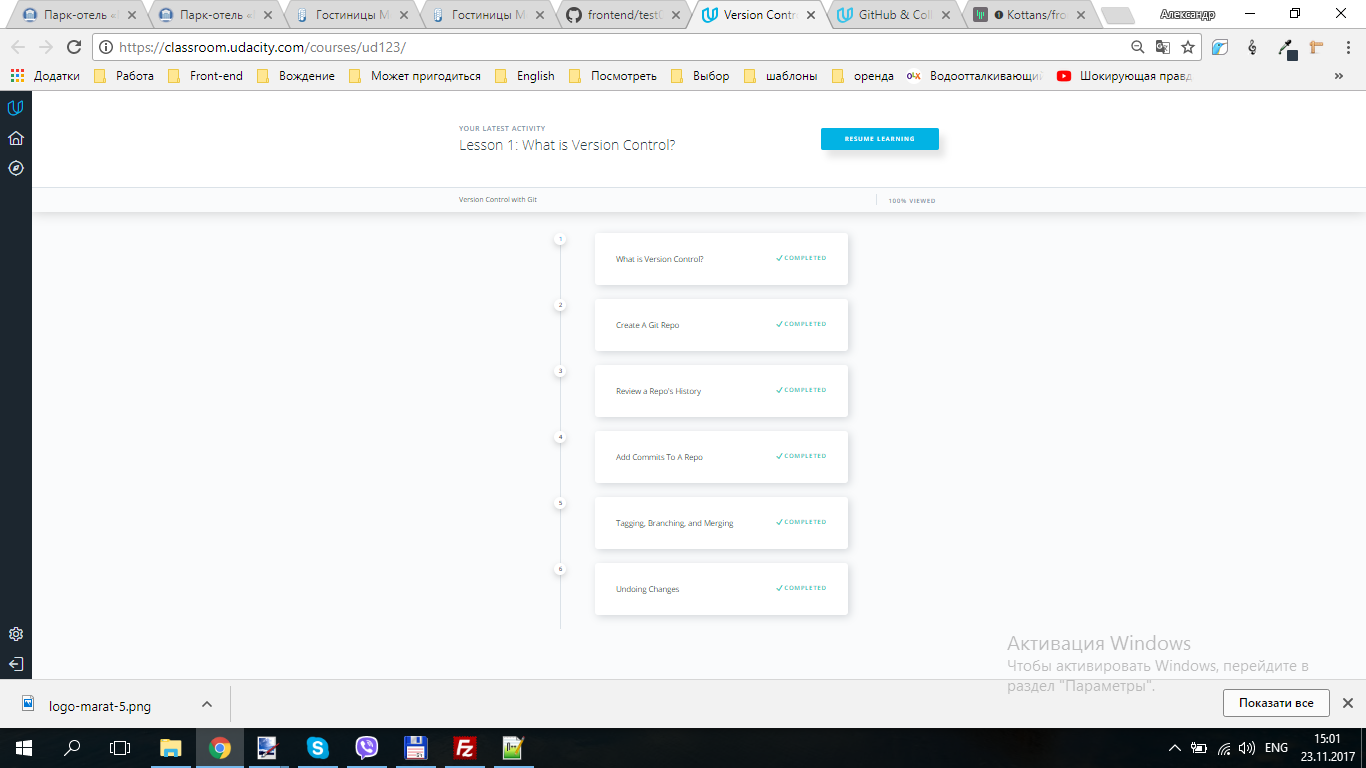 Парк-отель «
Парк-отель «
Гостиницы М
Гостиницы М
frontend/test
Version Contr
GitHub & Col
Kottans/fro
Александр
https://classroom.udacity.com/courses/ud123/
Додатки
Работа
Front-end
Вождение
Может пригодиться
English
Посмотреть
Выбор
шаблоны
оренда
olx
Водоотталкивающий
Шокирующая правд
»
YOUR LATEST ACTIVITY
Lesson 1: What is Version Control?
RESUME LEARNING
Version Control with Git
100% VIEWED
1
What is Version Control?
✓ COMPLETED
2
Create A Git Repo
✓ COMPLETED
3
Review a Repo's History
✓ COMPLETED
4
Add Commits To A Repo
✓ COMPLETED
5
Tagging, Branching, and Merging
✓ COMPLETED
6
Undoing Changes
✓ COMPLETED
Активация Windows
Чтобы активировать Windows, перейдите в
раздел "Параметры".
logo-marat-5.png
Показати все
ENG
15:01
23.11.2017